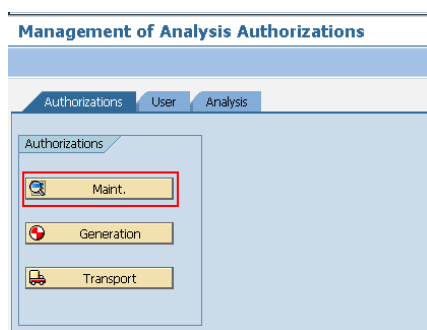 Management of Analysis Authorizations
Authorizations User Analysis
Authorizations
Maint.
Generation
Transport